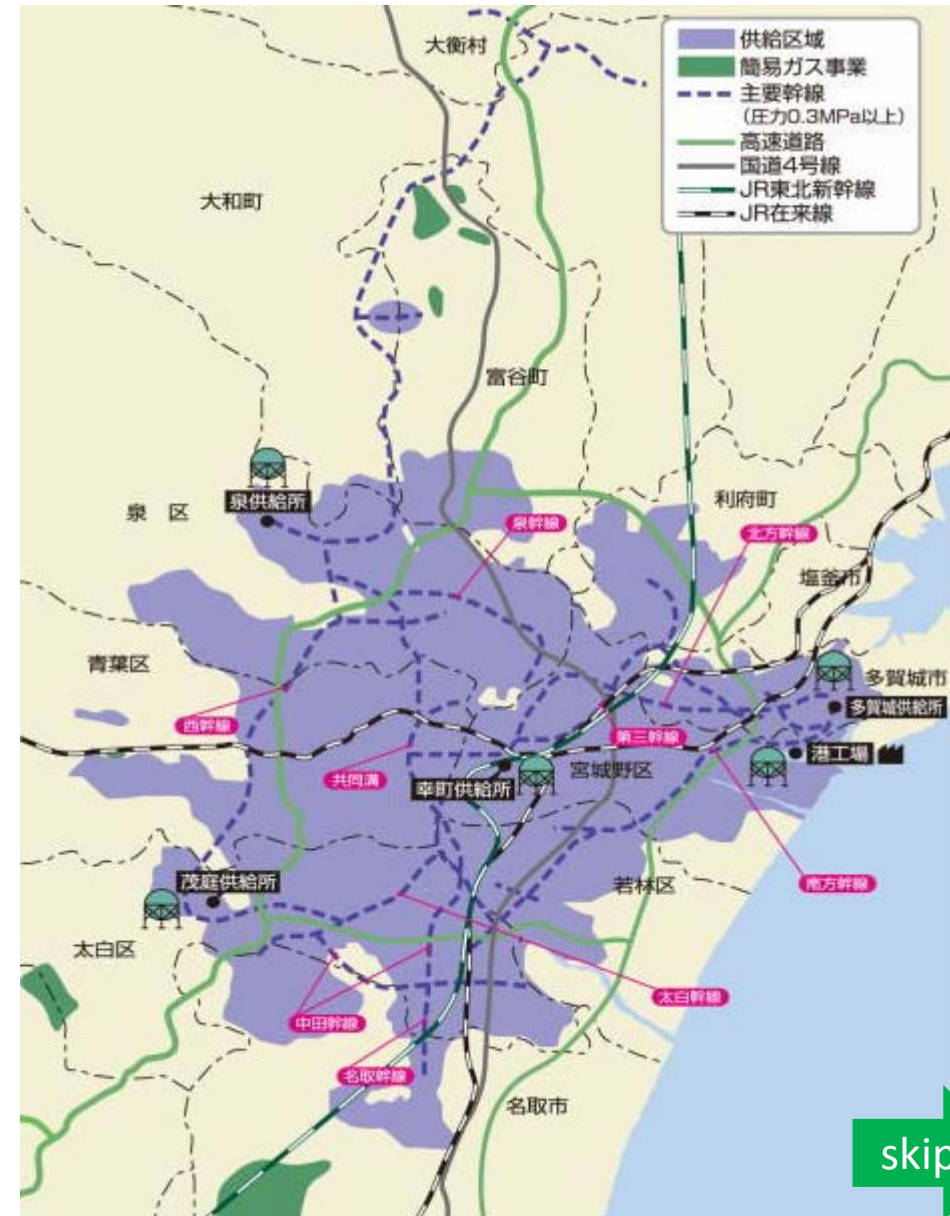 大衡村
供給区域
簡易ガス事業
主要幹線
(圧力0.3MPa以上)
高速道路
国道4号線
JR東北新幹線
JR在来線
大和町
富谷町
泉区
泉供給所
泉幹線
利府町
北方幹線
塩釜市
青葉区
西幹線
多賀城市
多賀城供給所
第三幹線
共同溝
港工場
宮城野区
幸町供給所
茂庭供給所
若林区
南方幹線
太白区
太白幹線
中田幹線
名取幹線
名取市
skip